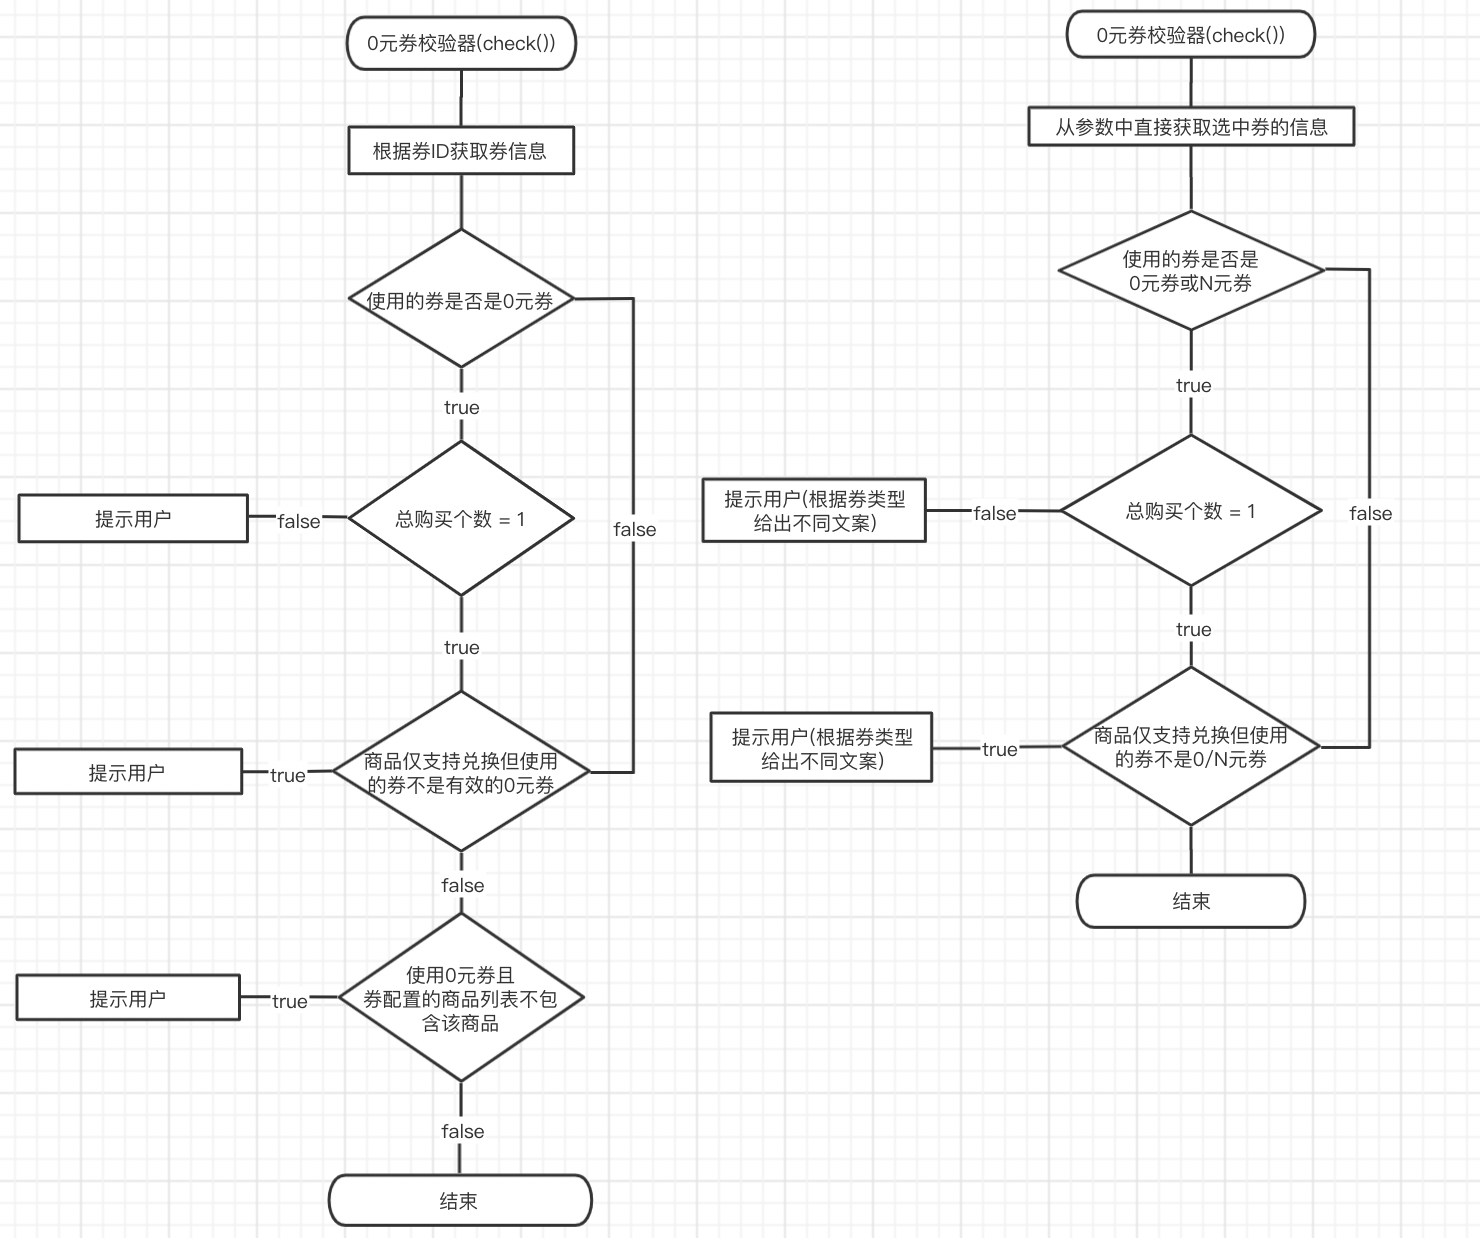 0元券校验器(check())
根据券ID获取券信息
使用的券是否是0元券
true
总购买个数 = 1
false
提示用户
false
true
商品仅支持兑换但使用
的券不是有效的0元券
true
提示用户
false
使用0元券且
券配置的商品列表不包
含该商品
true
提示用户
false
结束
0元券校验器(check())
从参数中直接获取选中券的信息
使用的券是否是
0元券或N元券
true
总购买个数 = 1
false
提示用户(根据券类型
给出不同文案)
false
true
商品仅支持兑换但使用
的券不是0/N元券
true
提示用户(根据券类型
给出不同文案)
结束